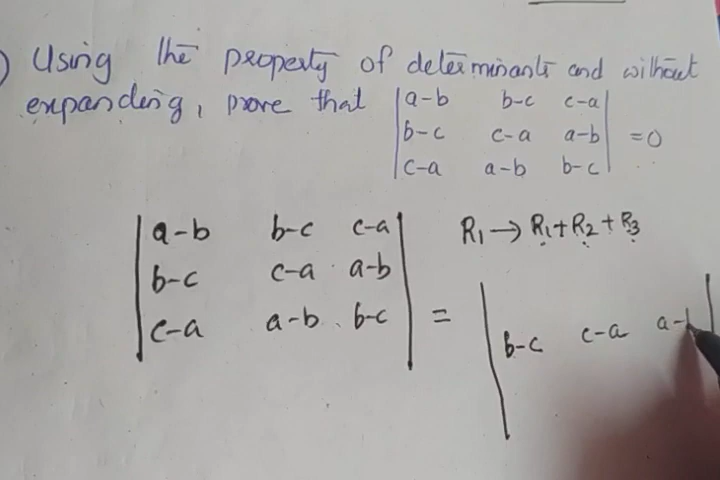 ) Using the property of determinants and without
expanding, prove that |a-b b-c c-a|
|b-c c-a a-b| =0
|c-a a-b b-c|
|a-b b-c c-a| R₁→R₁+R₂+R₃
|b-c c-a a-b|
|c-a a-b b-c| = | |
b-c c-a a-b